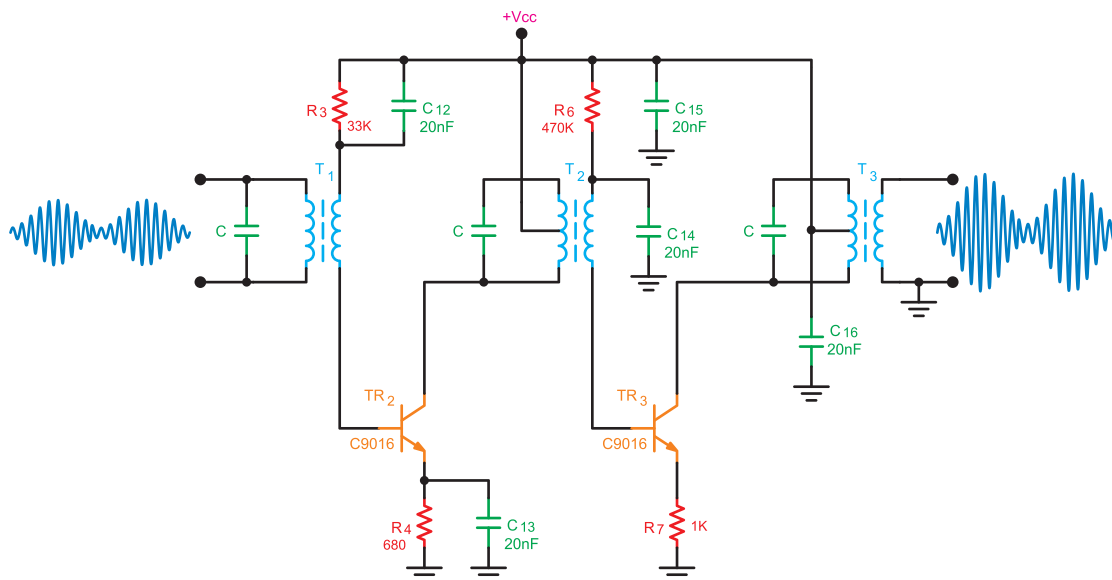 +Vcc
R3
33K
C12
20nF
R6
470K
C15
20nF
T1
T2
T3
C
C
C14
20nF
C
C16
20nF
TR2
C9016
TR3
C9016
R4
680
C13
20nF
R7
1K